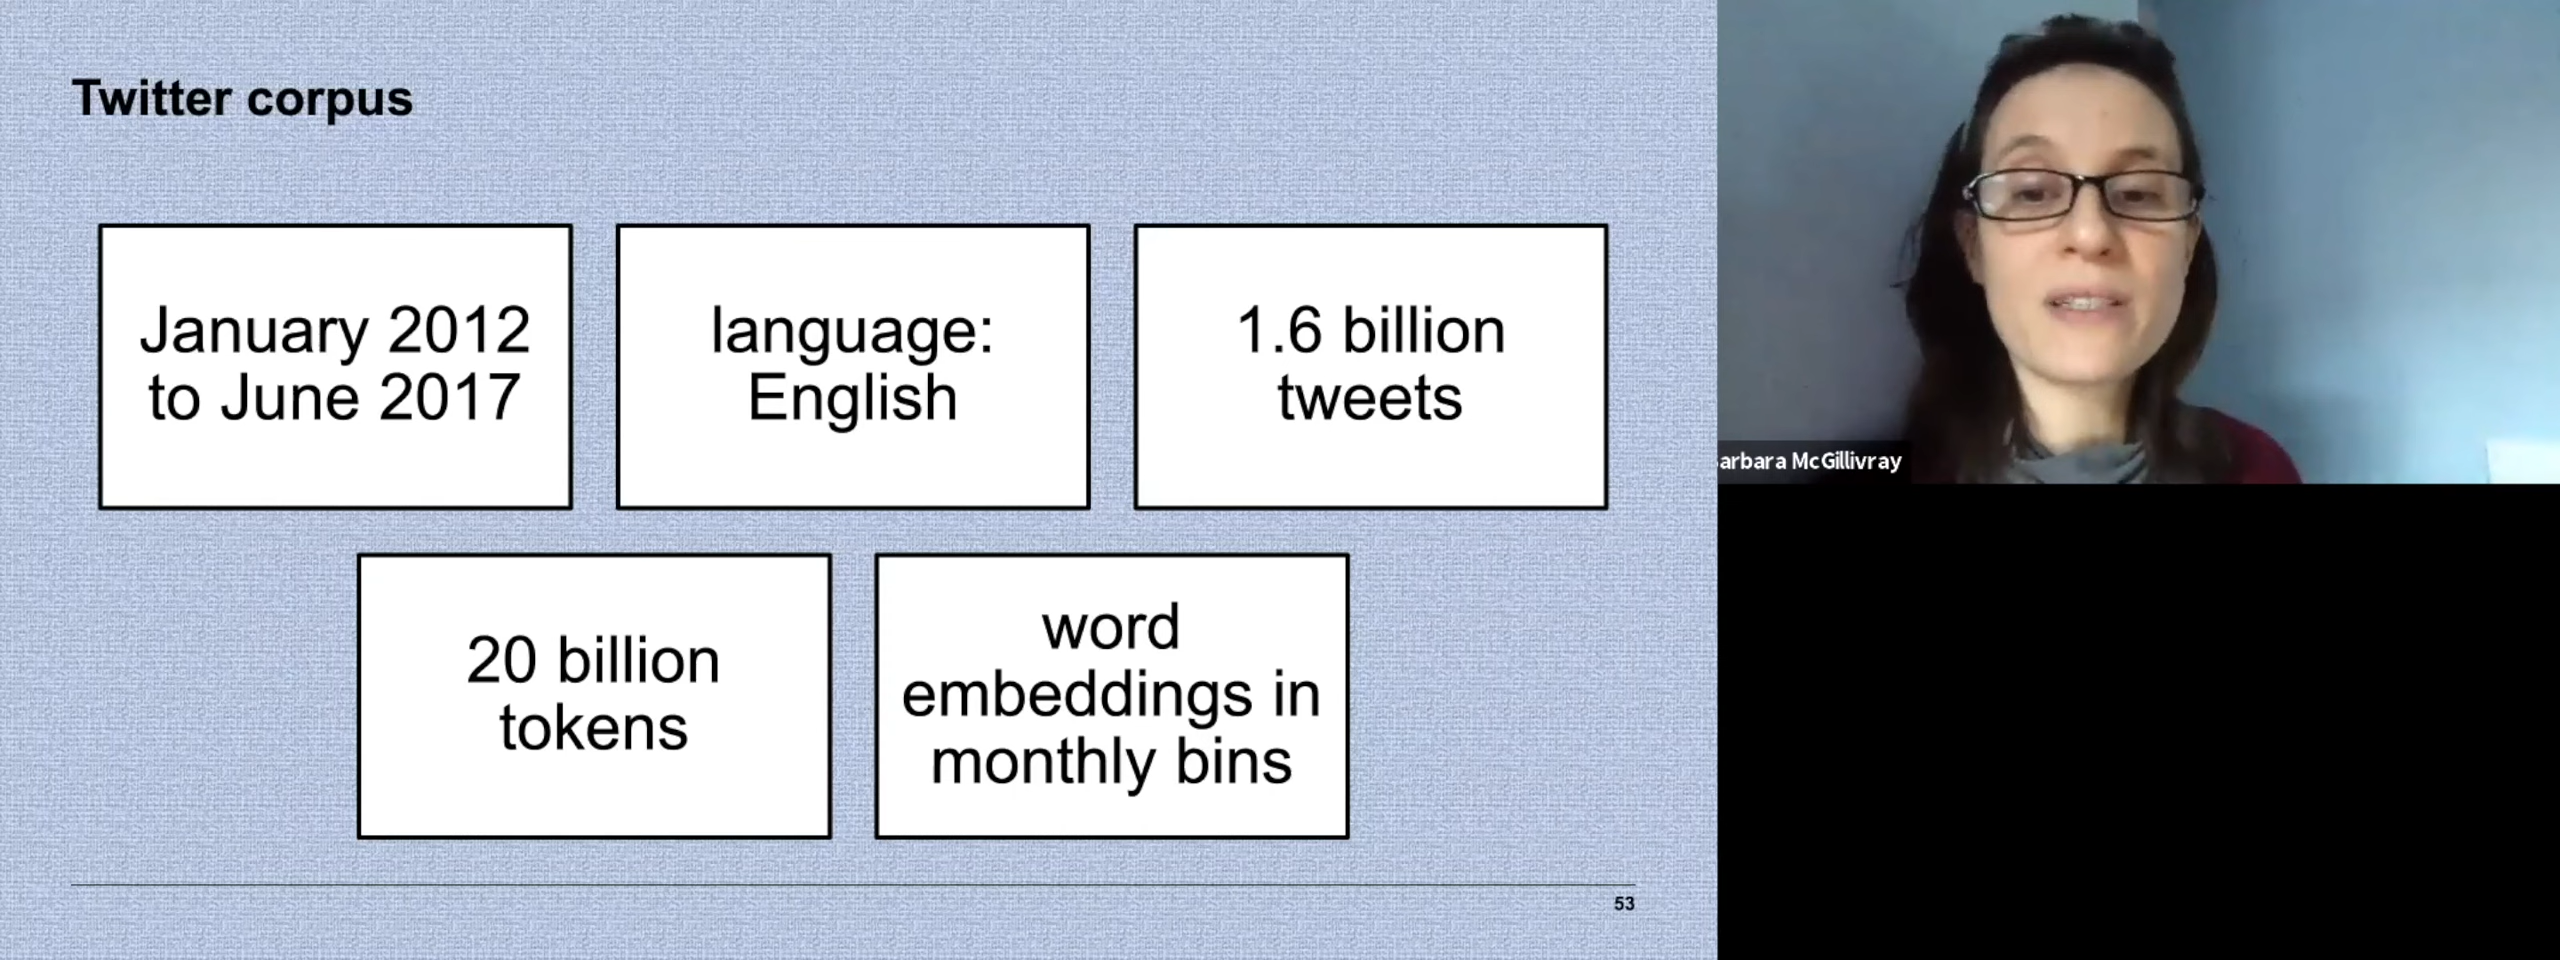 Twitter corpus
January 2012
to June 2017
language:
English
1.6 billion
tweets
20 billion
tokens
word
embeddings in
monthly bins
53
arbara McGillivray